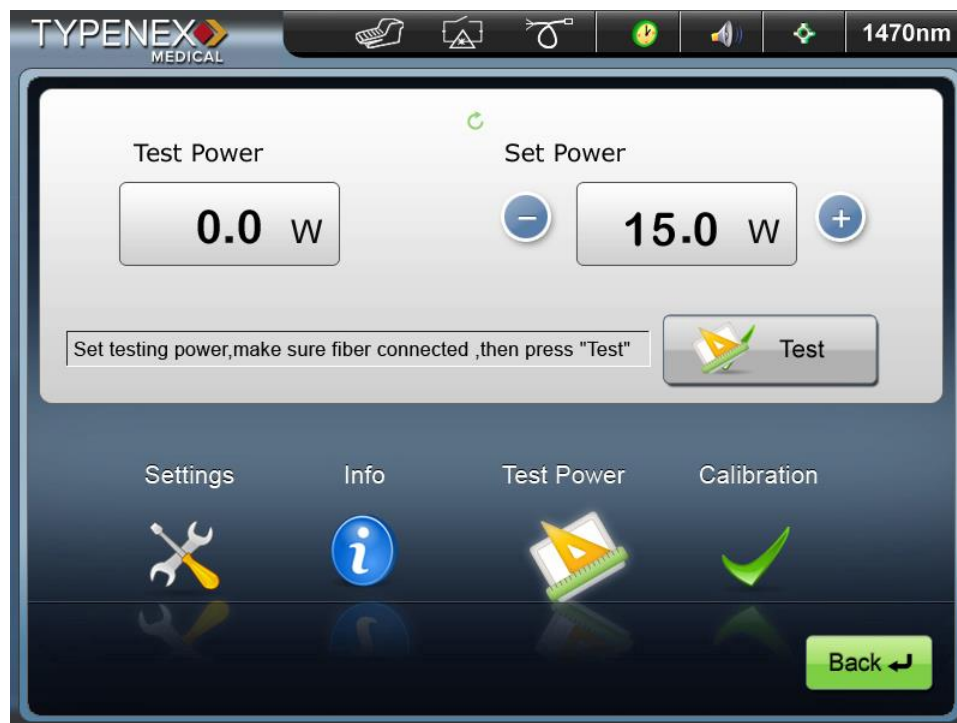 TYPENEX
MEDICAL
1470nm
Test Power
Set Power
0.0 W
15.0 W
Set testing power,make sure fiber connected ,then press "Test"
Test
Settings
Info
Test Power
Calibration
Back